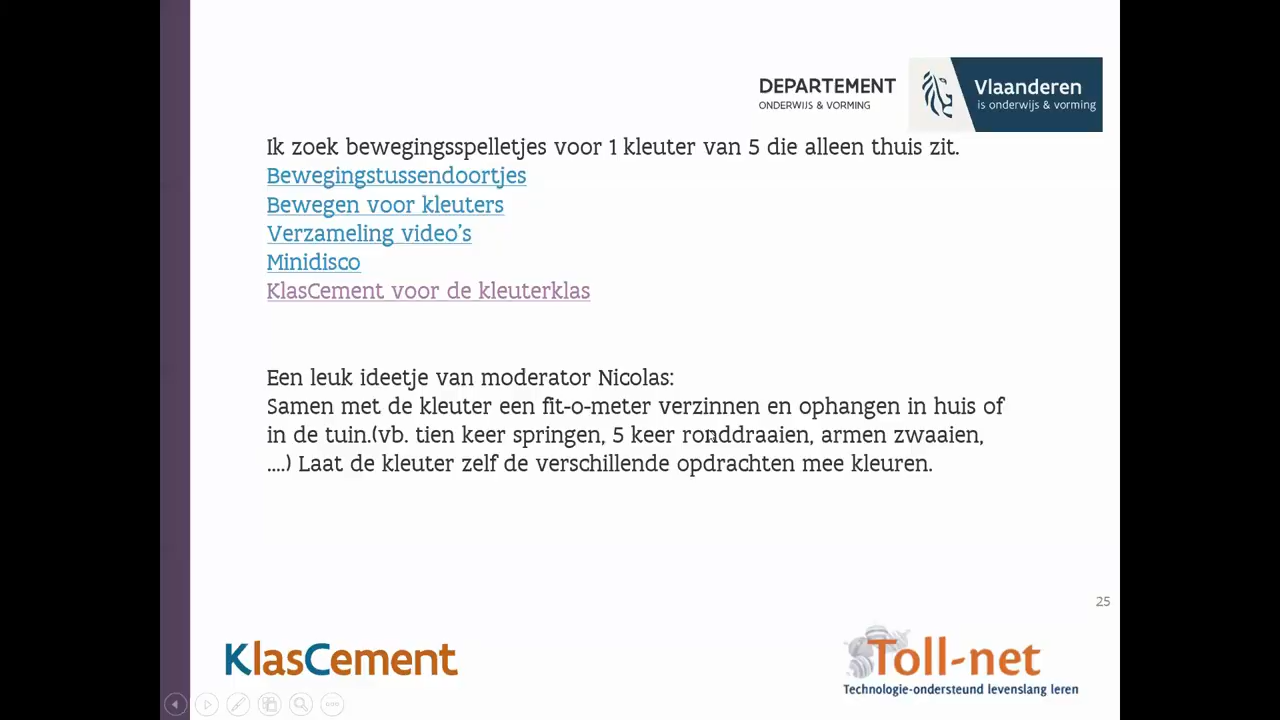 DEPARTEMENT
ONDERWIJS & VORMING
Vlaanderen
is onderwijs & vorming
Ik zoek bewegingsspelletjes voor 1 kleuter van 5 die alleen thuis zit.
Bewegingstussendoortjes
Bewegen voor kleuters
Verzameling video's
Minidisco
KlasCement voor de kleuterklas
Een leuk ideetje van moderator Nicolas:
Samen met de kleuter een fit-o-meter verzinnen en ophangen in huis of
in de tuin.(vb. tien keer springen, 5 keer ronddraaien, armen zwaaien,
....) Laat de kleuter zelf de verschillende opdrachten mee kleuren.
25
KlasCement
Toll-net
Technologie-ondersteund levenslang leren